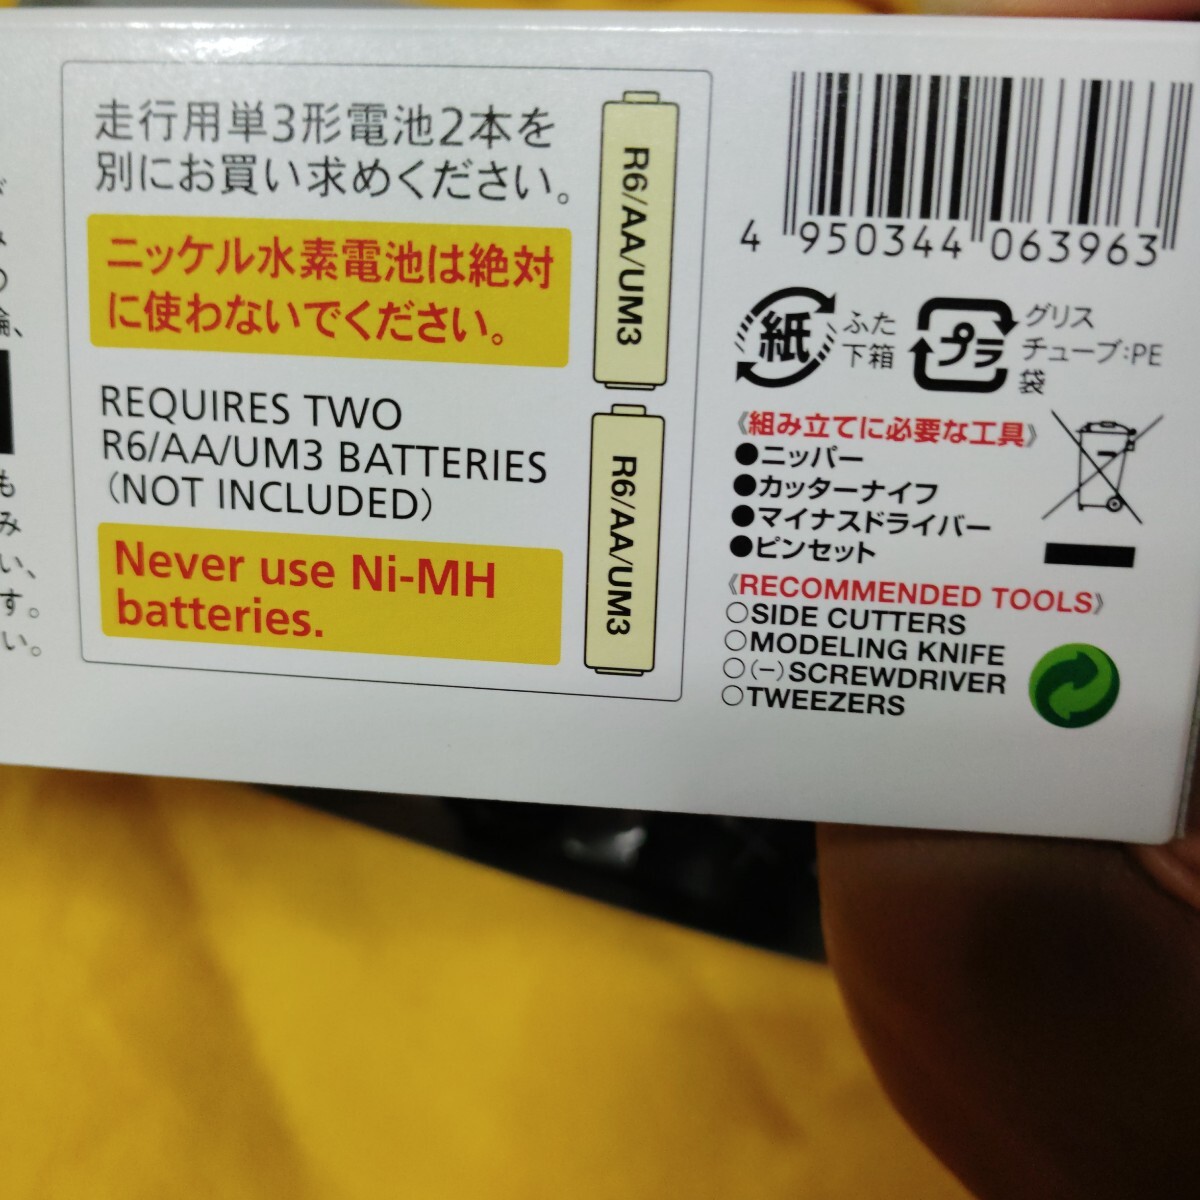 走行用単3形電池2本を
別にお買い求めください。
ニッケル水素電池は絶対
に使わないでください。
REQUIRES TWO
R6/AA/UM3 BATTERIES
(NOT INCLUDED)
Never use Ni-MH
batteries.
R6/AA/UM3
R6/AA/UM3
4 950344 063963
紙
ふた
下箱
プラ
グリス
チューブ:PE
袋
《組み立てに必要な工具》
●ニッパー
●カッターナイフ
●マイナスドライバー
●ピンセット
《RECOMMENDED TOOLS》
○SIDE CUTTERS
○MODELING KNIFE
○(−)SCREWDRIVER
○TWEEZERS
も
み
い、
す。
い。